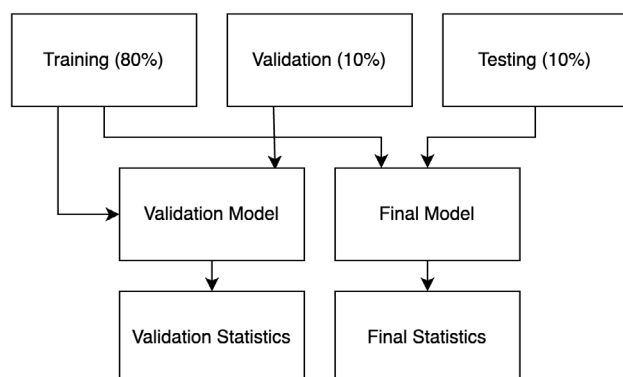 Training (80%)
Validation (10%)
Testing (10%)
Validation Model
Final Model
Validation Statistics
Final Statistics